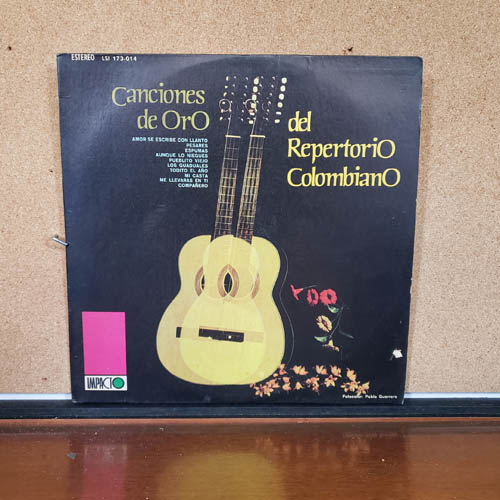 ESTEREO LSI 173-014
Canciones
de OrO
del
RepertoriO
ColombianO
AMOR SE ESCRIBE CON LLANTO
PESARES
ESPUMAS
AUNQUE LO NIEGUES
PUEBLITO VIEJO
LOS GUADUALES
TODITO EL AÑO
MI CASTA
ME LLEVARAS EN TI
COMPAÑERO
IMPACTO
Fotocolor: Pablo Guerrero